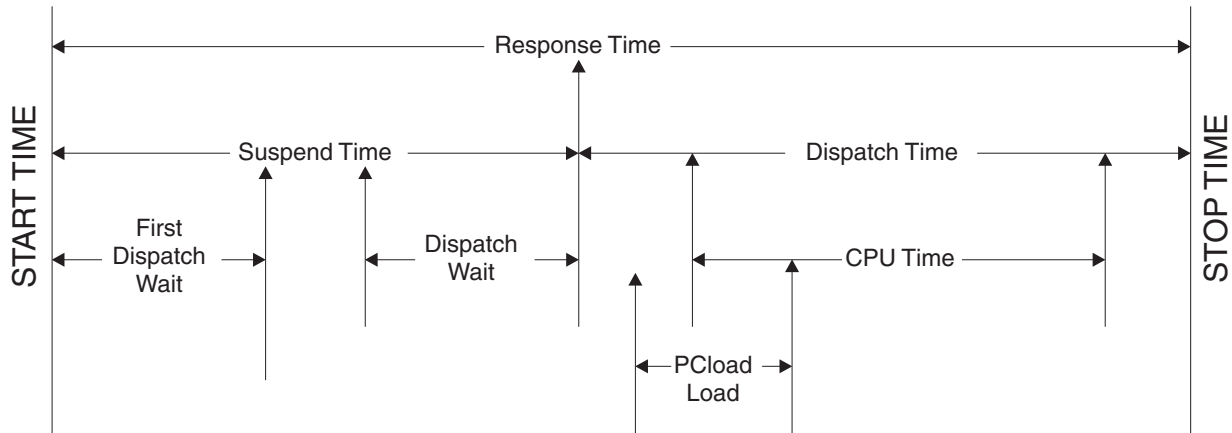 Response Time
START TIME
STOP TIME
Suspend Time
Dispatch Time
First
Dispatch
Wait
Dispatch
Wait
CPU Time
PCload
Load